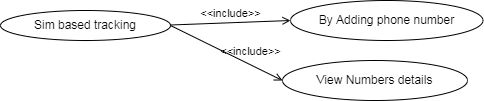 Sim based tracking
<<include>>
By Adding phone number
<<include>>
View Numbers details